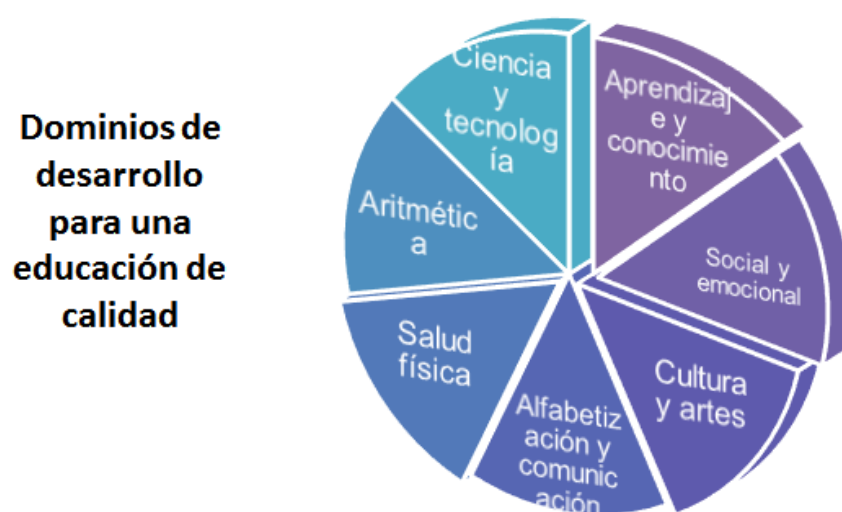 Dominios de
desarrollo
para una
educación de
calidad
Ciencia
y
tecnolog
ía
Aprendizaj
e y
conocimie
nto
Social y
emocional
Cultura
y artes
Alfabetiz
ación y
comunic
ación
Salud
física
Aritmétic
a